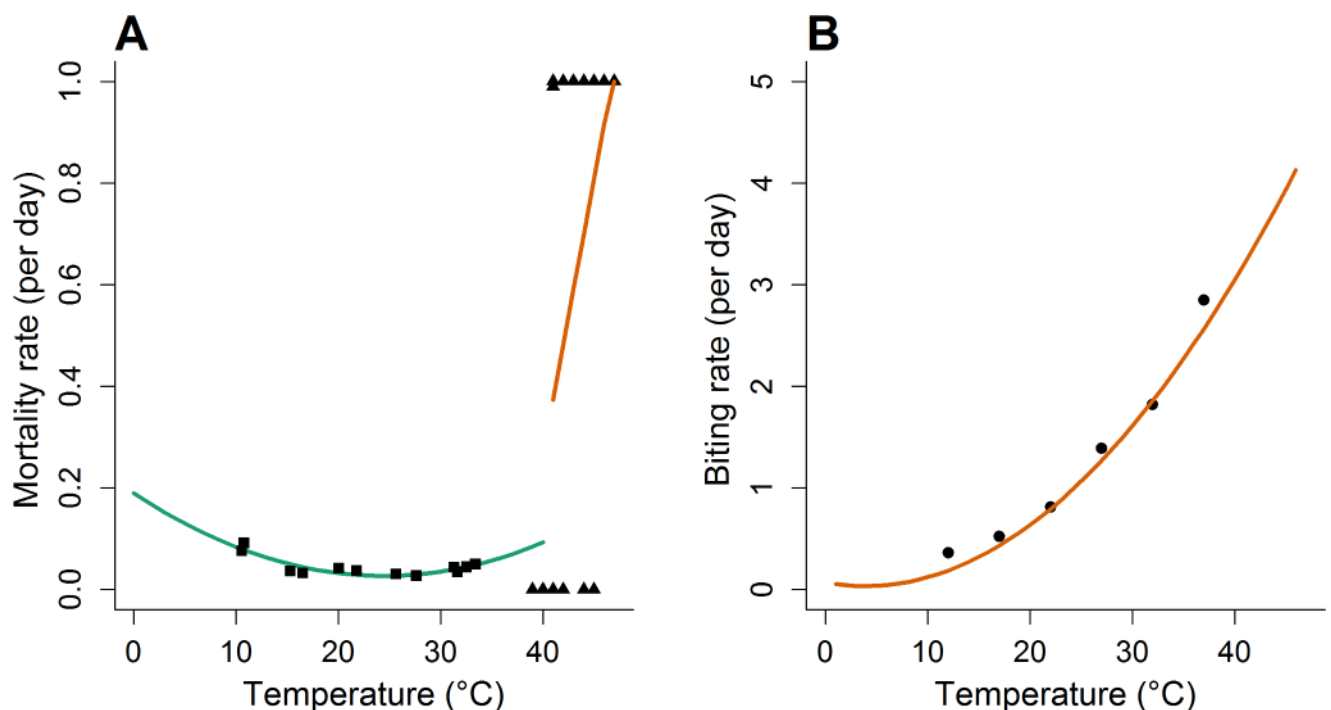 A
Mortality rate (per day)
1.0
0.8
0.6
0.4
0.2
0.0
0 10 20 30 40
Temperature (°C)
B
Biting rate (per day)
5
4
3
2
1
0
0 10 20 30 40
Temperature (°C)